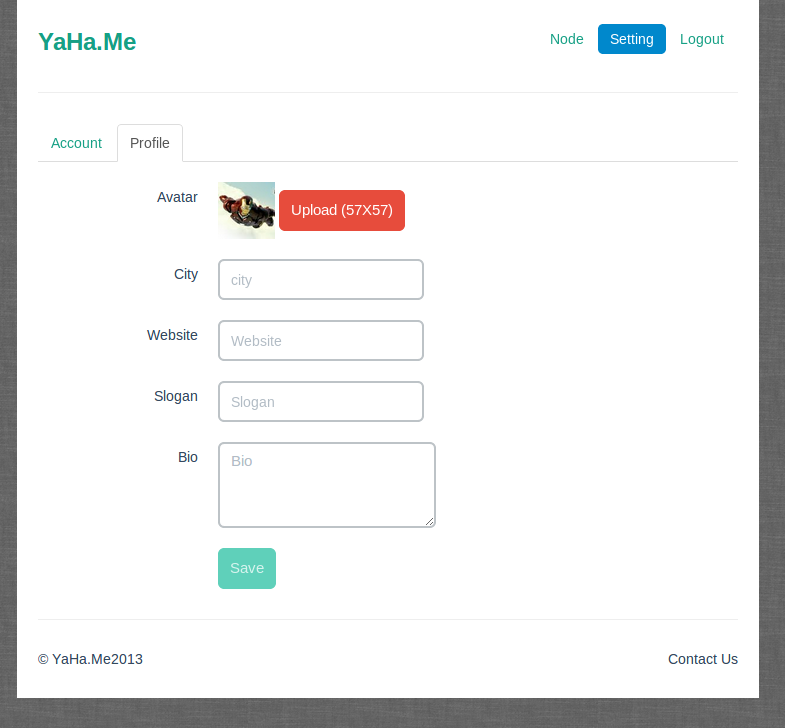 YaHa.Me
Node Setting Logout
Account Profile
Avatar Upload (57X57)
City city
Website Website
Slogan Slogan
Bio Bio
Save
© YaHa.Me2013 Contact Us